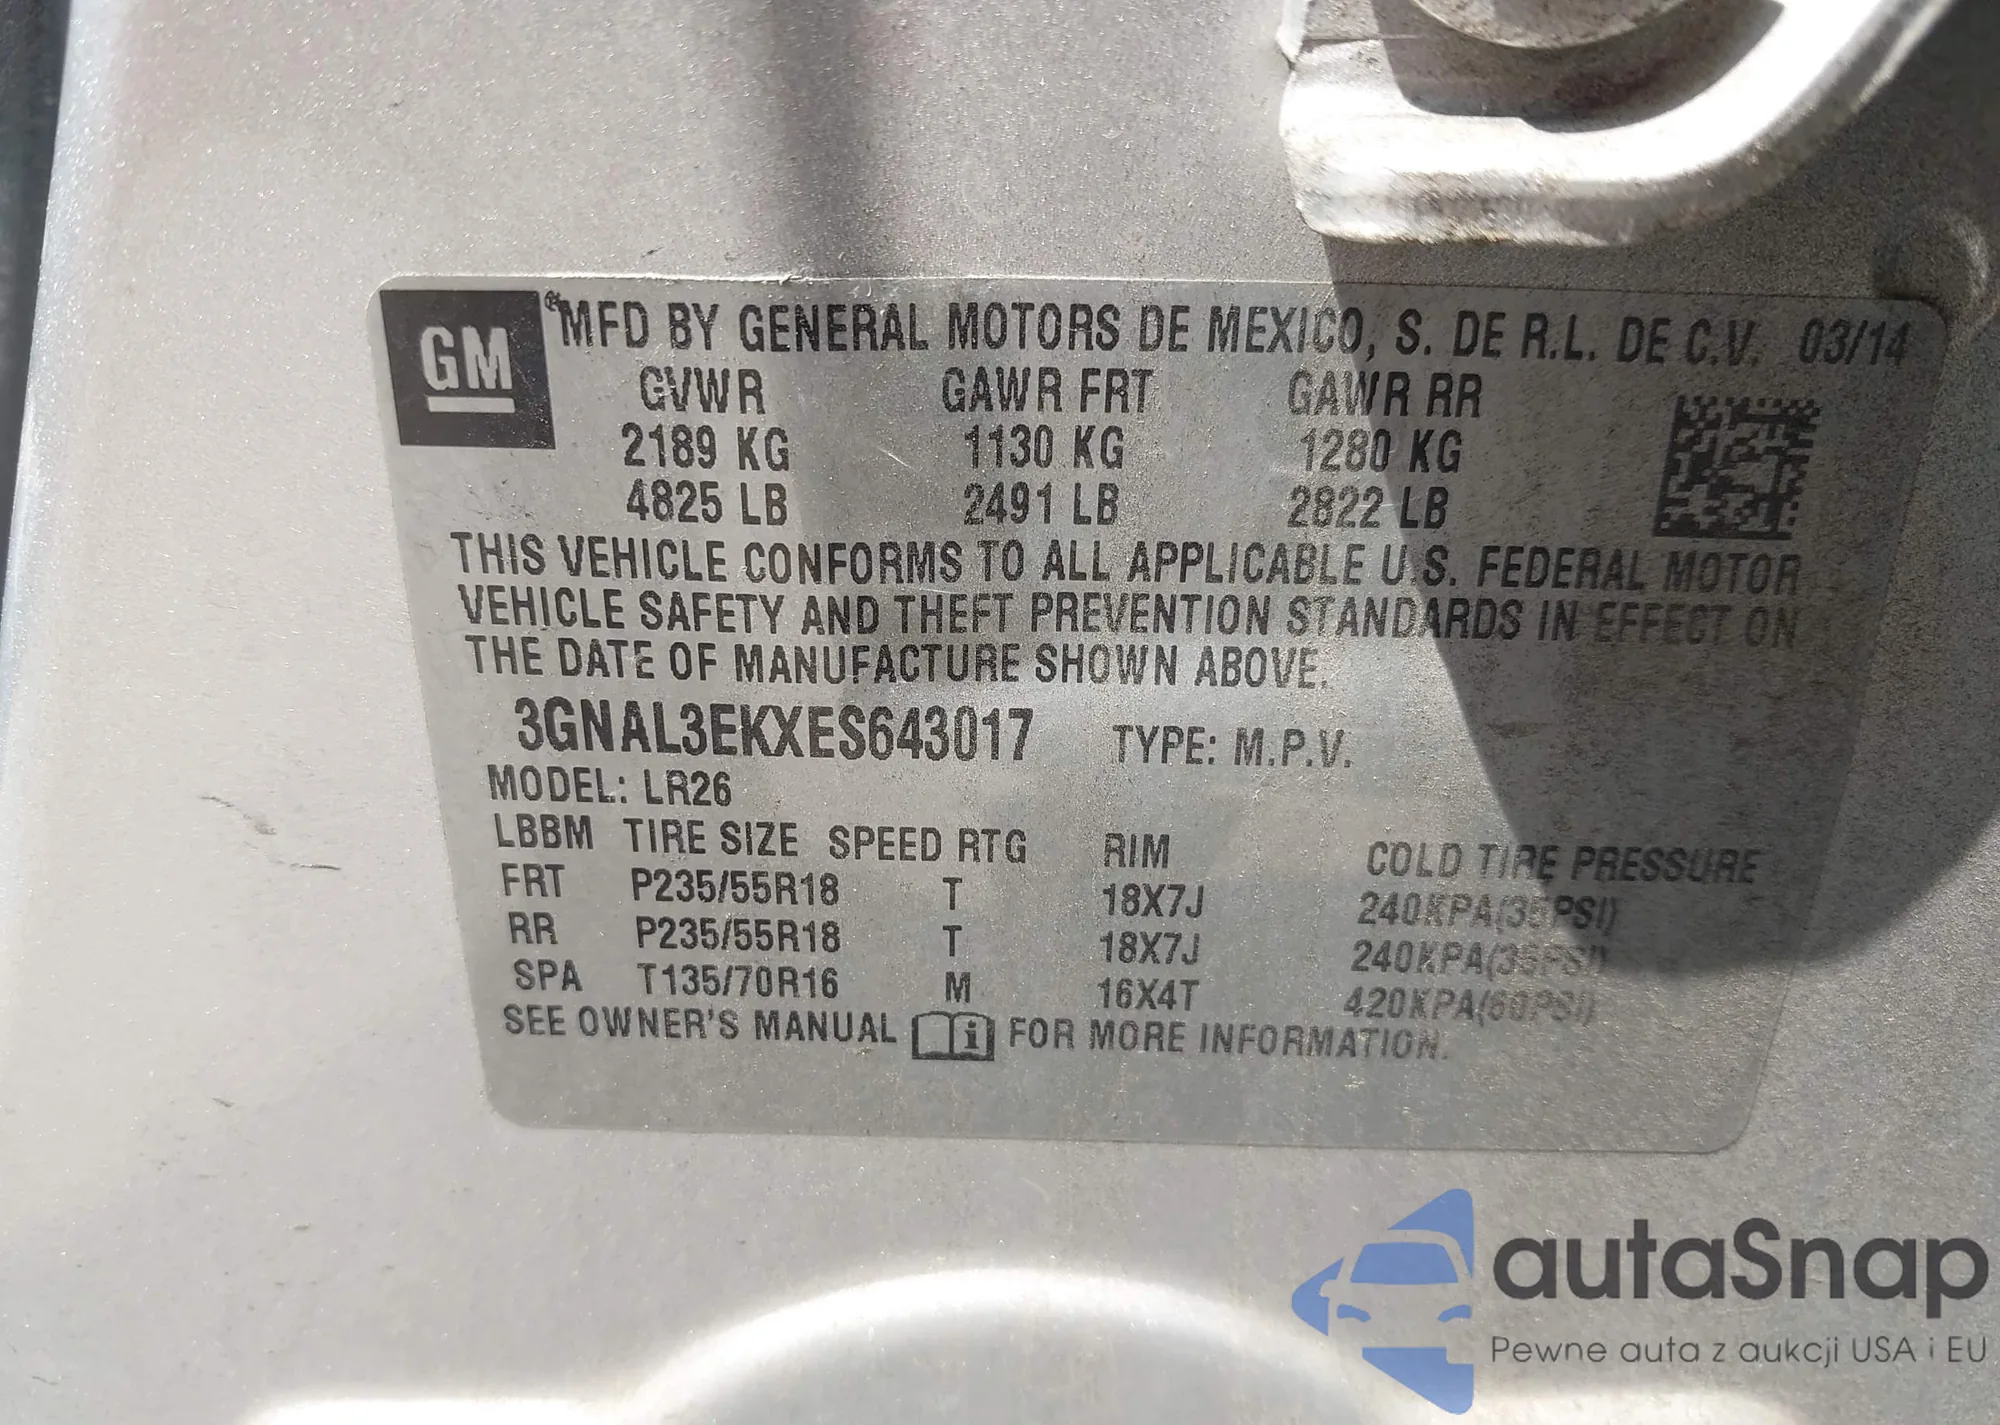 GM
MFD BY GENERAL MOTORS DE MEXICO, S. DE R.L. DE C.V. 03/14
GVWR GAWR FRT GAWR RR
2189 KG 1130 KG 1280 KG
4825 LB 2491 LB 2822 LB
THIS VEHICLE CONFORMS TO ALL APPLICABLE U.S. FEDERAL MOTOR
VEHICLE SAFETY AND THEFT PREVENTION STANDARDS IN EFFECT ON
THE DATE OF MANUFACTURE SHOWN ABOVE.
3GNAL3EKXES643017 TYPE: M.P.V.
MODEL: LR26
LBBM TIRE SIZE SPEED RTG RIM COLD TIRE PRESSURE
FRT P235/55R18 T 18X7J 240KPA(35PSI)
RR P235/55R18 T 18X7J 240KPA(35PSI)
SPA T135/70R16 M 16X4T 420KPA(60PSI)
SEE OWNER'S MANUAL FOR MORE INFORMATION.
autaSnap
Pewne auta z aukcji USA i EU